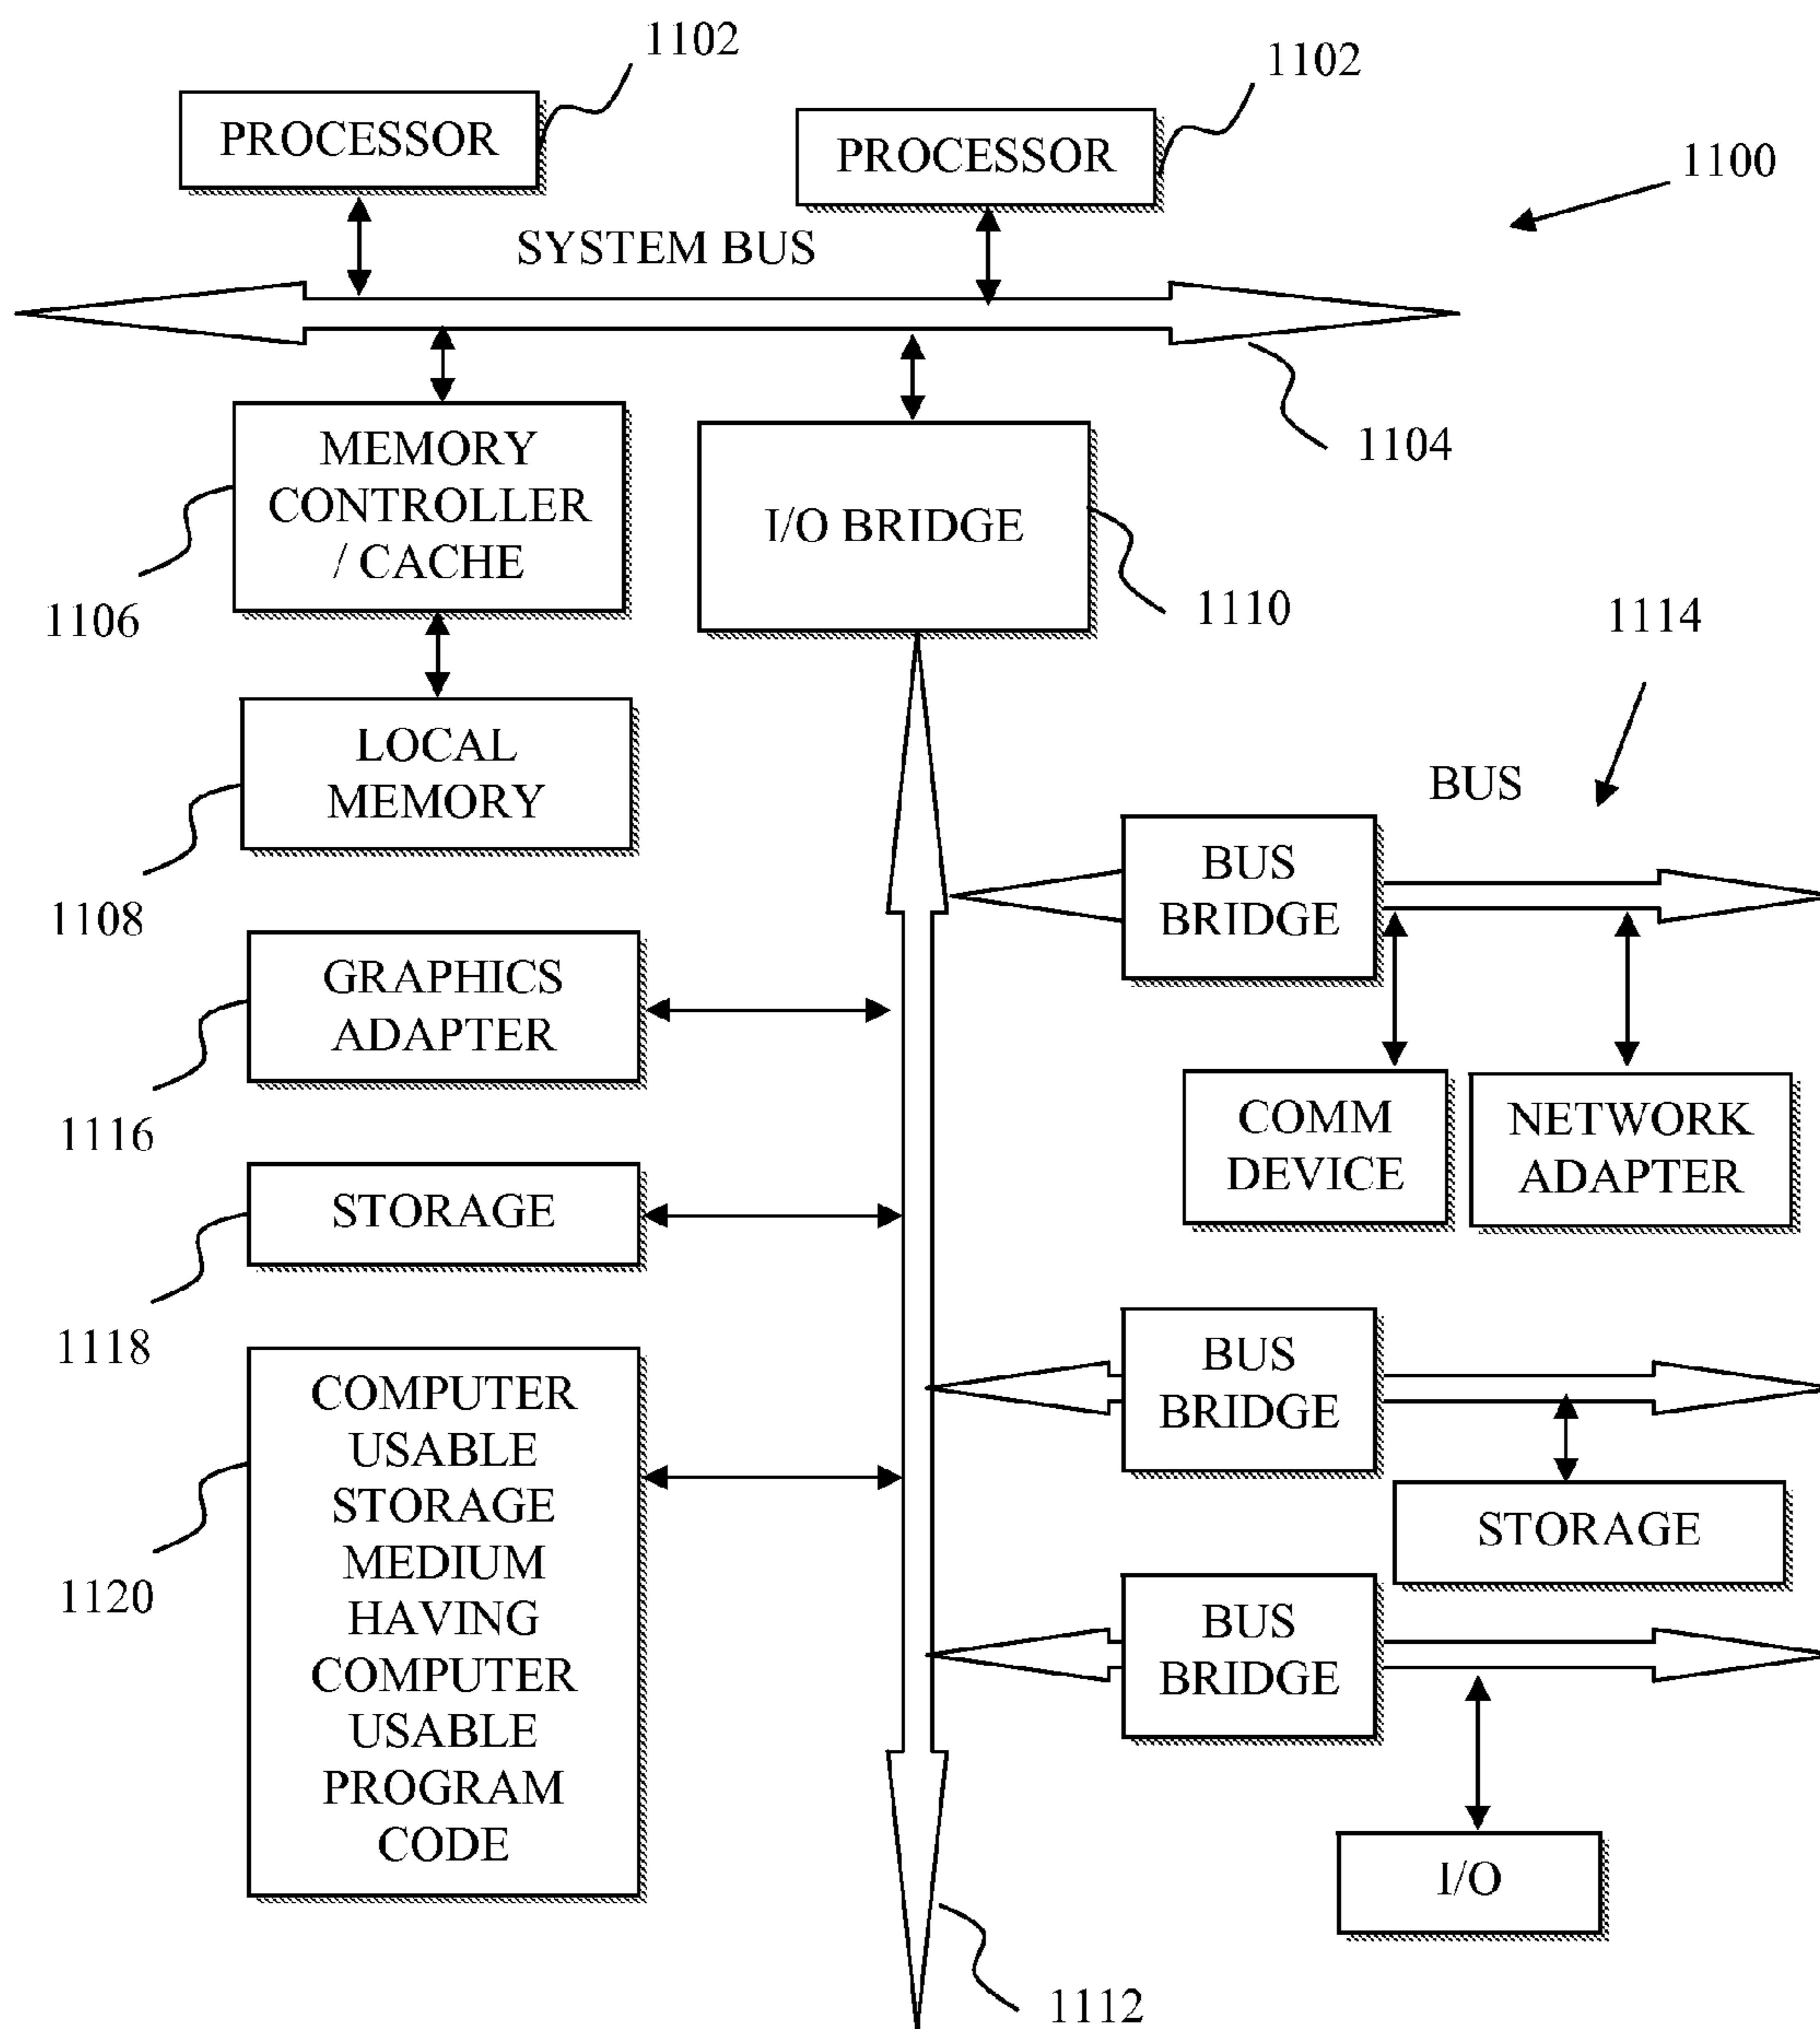 1102
1102
PROCESSOR
PROCESSOR
1100
SYSTEM BUS
1104
MEMORY
CONTROLLER
/ CACHE
I/O BRIDGE
1106
1110
1114
LOCAL
MEMORY
BUS
1108
BUS
BRIDGE
GRAPHICS
ADAPTER
1116
COMM
DEVICE
NETWORK
ADAPTER
STORAGE
1118
BUS
BRIDGE
COMPUTER
USABLE
STORAGE
MEDIUM
HAVING
COMPUTER
USABLE
PROGRAM
CODE
1120
STORAGE
BUS
BRIDGE
I/O
1112